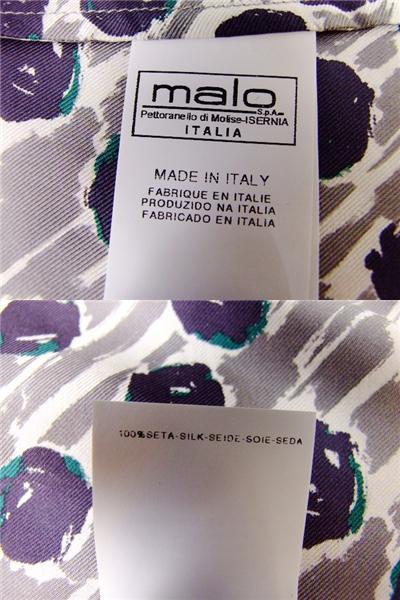 malo
S.p.A.
Pettoranello di Molise-ISERNIA
ITALIA
MADE IN ITALY
FABRIQUE EN ITALIE
PRODUZIDO NA ITALIA
FABRICADO EN ITALIA
100%SETA-SILK-SEIDE-SOIE-SEDA